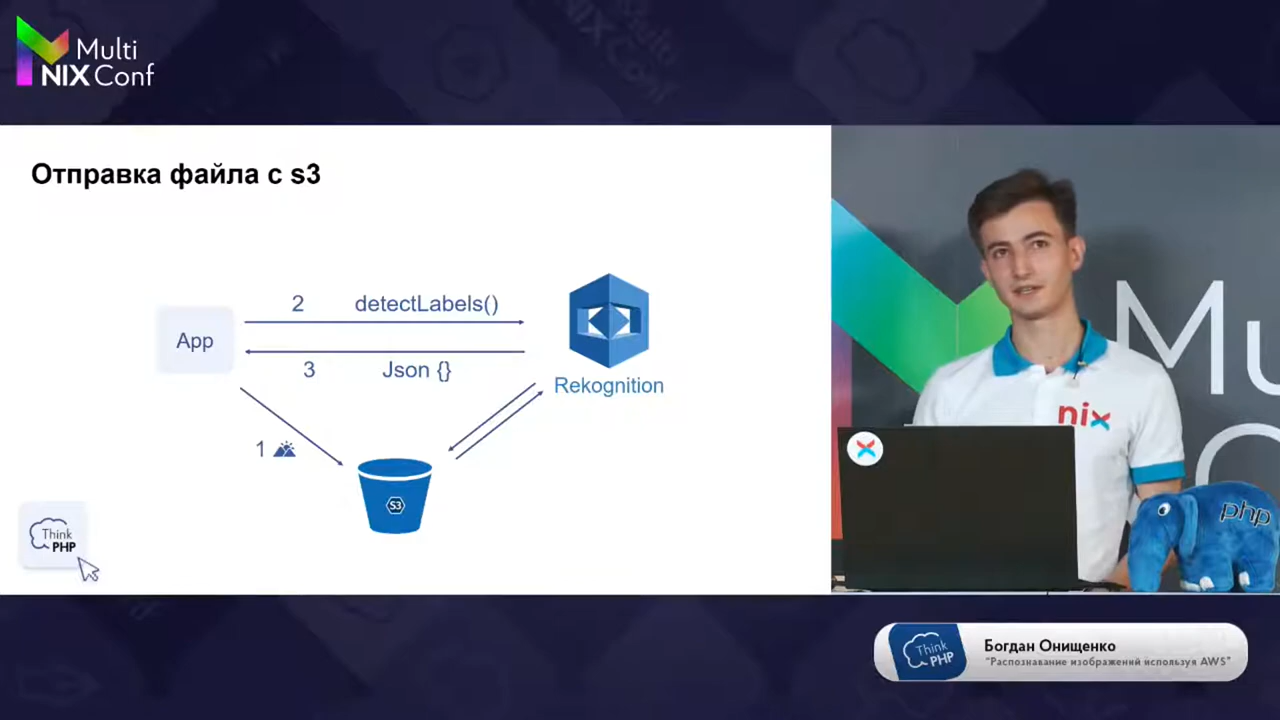 Multi
NIX Conf
Отправка файла с s3
2 detectLabels()
App
3 Json {}
Rekognition
1
S3
Think
PHP
nix
php
Think
PHP
Богдан Онищенко
"Распознавание изображений используя AWS"